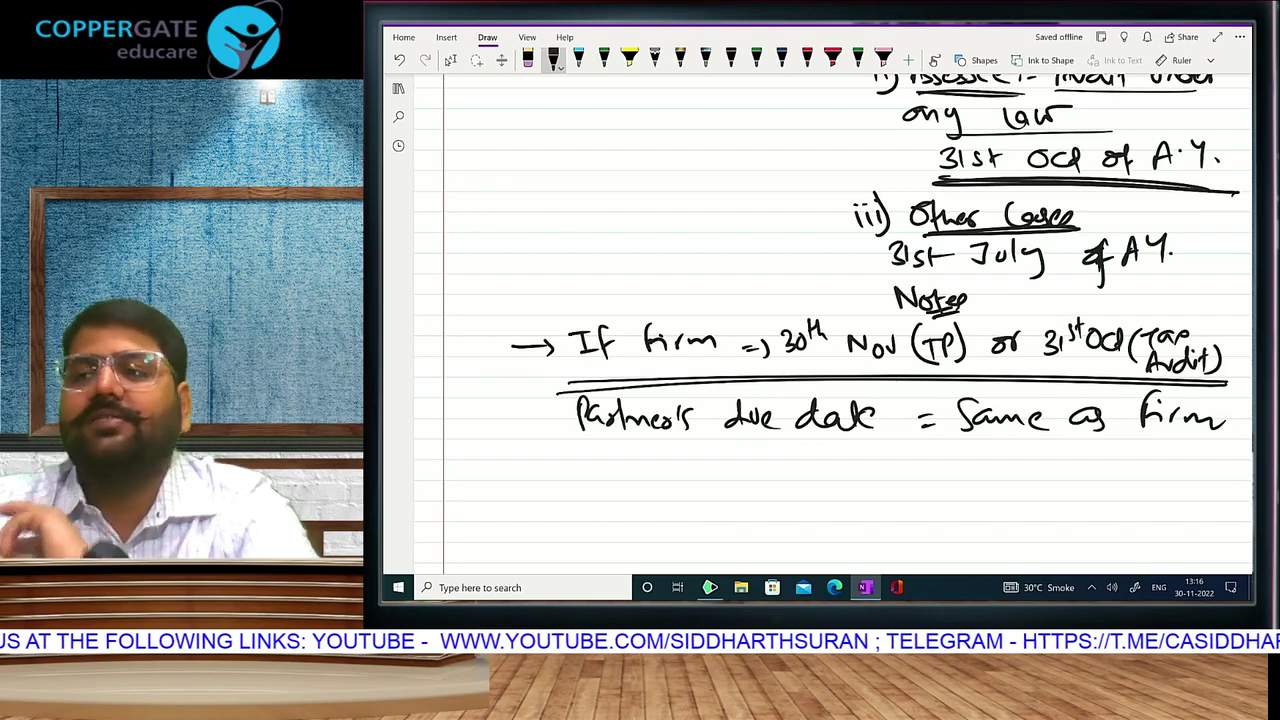 COPPERGATE
educare
Home Insert Draw View Help
Saved offline
Share
Shapes
Ink to Shape
Ink to Text
Ruler
any law
31st Oct of A.Y.
iii) Other Cases
31st July of AY.
Notes
→ If firm => 30th Nov (TP) or 31st Oct (Tax Audit)
Partner's due date = Same as firm
Type here to search
30°C Smoke
ENG
13:16
30-11-2022
US AT THE FOLLOWING LINKS: YOUTUBE - WWW.YOUTUBE.COM/SIDDHARTHSURAN ; TELEGRAM - HTTPS://T.ME/CASIDDHAR